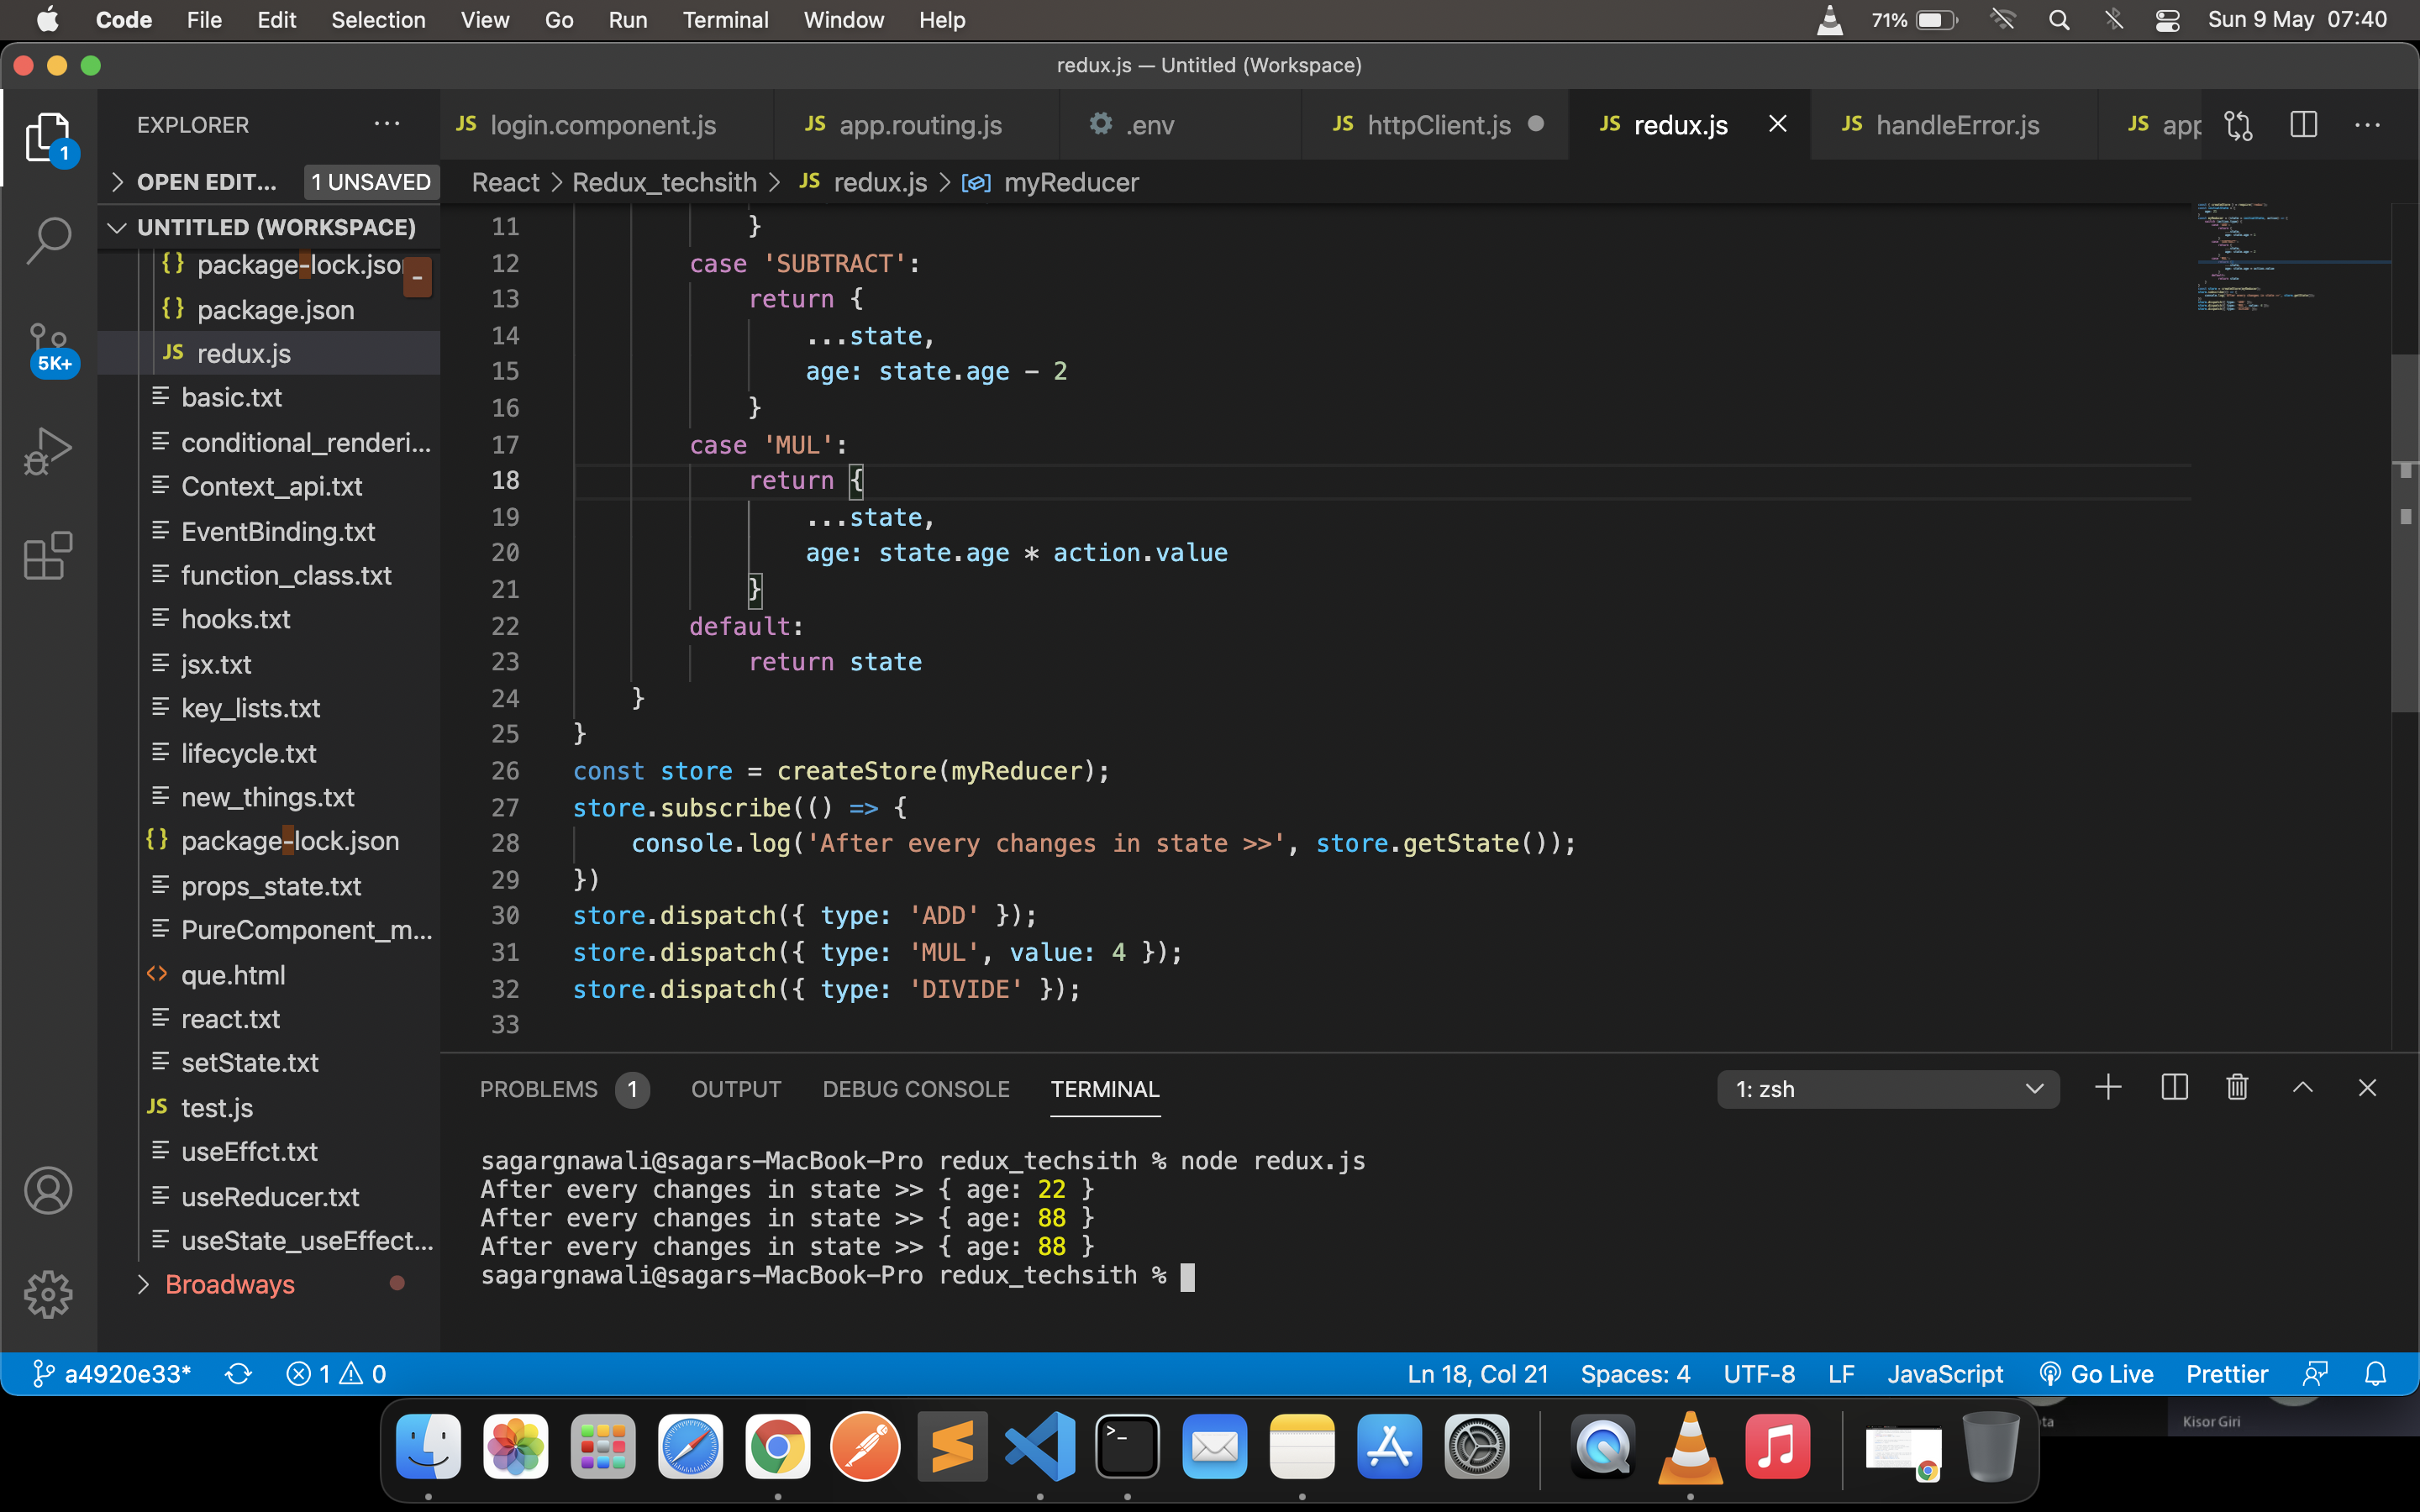 Code File Edit Selection View Go Run Terminal Window Help 71% Sun 9 May 07:40
redux.js — Untitled (Workspace)
EXPLORER ···
JS login.component.js JS app.routing.js .env JS httpClient.js JS redux.js JS handleError.js JS app
1
OPEN EDIT... 1 UNSAVED
React > Redux_techsith > JS redux.js > myReducer
UNTITLED (WORKSPACE)
{} package-lock.json
{} package.json
JS redux.js
5K+
basic.txt
conditional_renderi...
Context_api.txt
EventBinding.txt
function_class.txt
hooks.txt
jsx.txt
key_lists.txt
lifecycle.txt
new_things.txt
{} package-lock.json
props_state.txt
PureComponent_m...
<> que.html
react.txt
setState.txt
JS test.js
useEffct.txt
useReducer.txt
useState_useEffect...
Broadways
11 }
12 case 'SUBTRACT':
13 return {
14 ...state,
15 age: state.age - 2
16 }
17 case 'MUL':
18 return {
19 ...state,
20 age: state.age * action.value
21 }
22 default:
23 return state
24 }
25 }
26 const store = createStore(myReducer);
27 store.subscribe(() => {
28 console.log('After every changes in state >>', store.getState());
29 })
30 store.dispatch({ type: 'ADD' });
31 store.dispatch({ type: 'MUL', value: 4 });
32 store.dispatch({ type: 'DIVIDE' });
33
PROBLEMS 1 OUTPUT DEBUG CONSOLE TERMINAL 1: zsh
sagargnawali@sagars-MacBook-Pro redux_techsith % node redux.js
After every changes in state >> { age: 22 }
After every changes in state >> { age: 88 }
After every changes in state >> { age: 88 }
sagargnawali@sagars-MacBook-Pro redux_techsith %
a4920e33* 1 0 Ln 18, Col 21 Spaces: 4 UTF-8 LF JavaScript Go Live Prettier
Kisor Giri